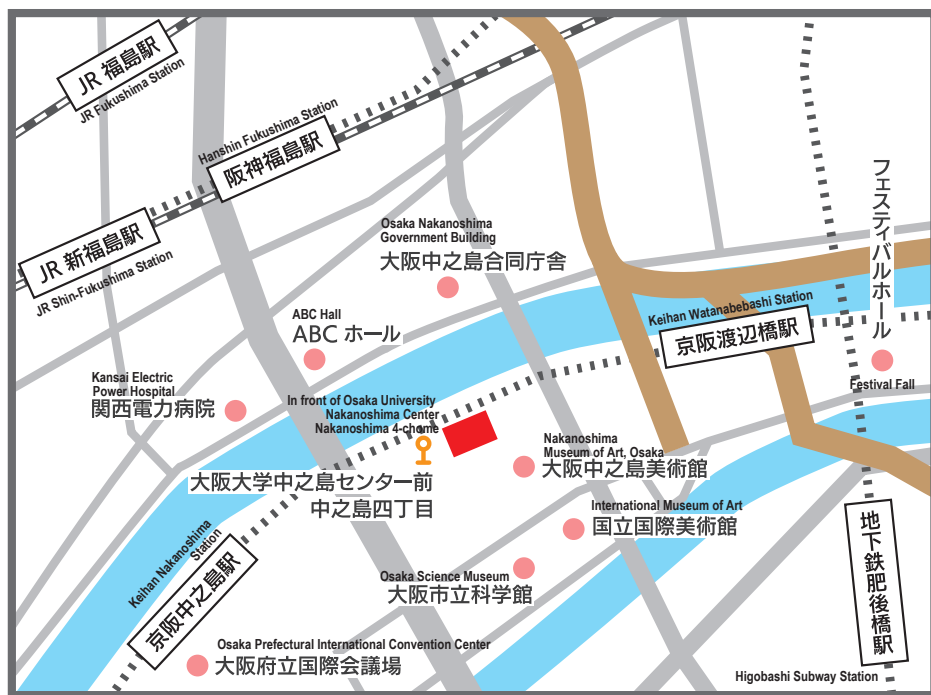 JR 福島駅
JR Fukushima Station
Hanshin Fukushima Station
阪神福島駅
JR 新福島駅
JR Shin-Fukushima Station
Osaka Nakanoshima
Government Building
大阪中之島合同庁舎
フェスティバルホール
Festival Fall
ABC Hall
ABC ホール
Keihan Watanabebashi Station
京阪渡辺橋駅
Kansai Electric
Power Hospital
関西電力病院
In front of Osaka University
Nakanoshima Center
Nakanoshima 4-chome
大阪大学中之島センター前
中之島四丁目
Nakanoshima
Museum of Art, Osaka
大阪中之島美術館
International Museum of Art
国立国際美術館
Keihan Nakanoshima
Station
京阪中之島駅
Osaka Science Museum
大阪市立科学館
地下鉄肥後橋駅
Higobashi Subway Station
Osaka Prefectural International Convention Center
大阪府立国際会議場